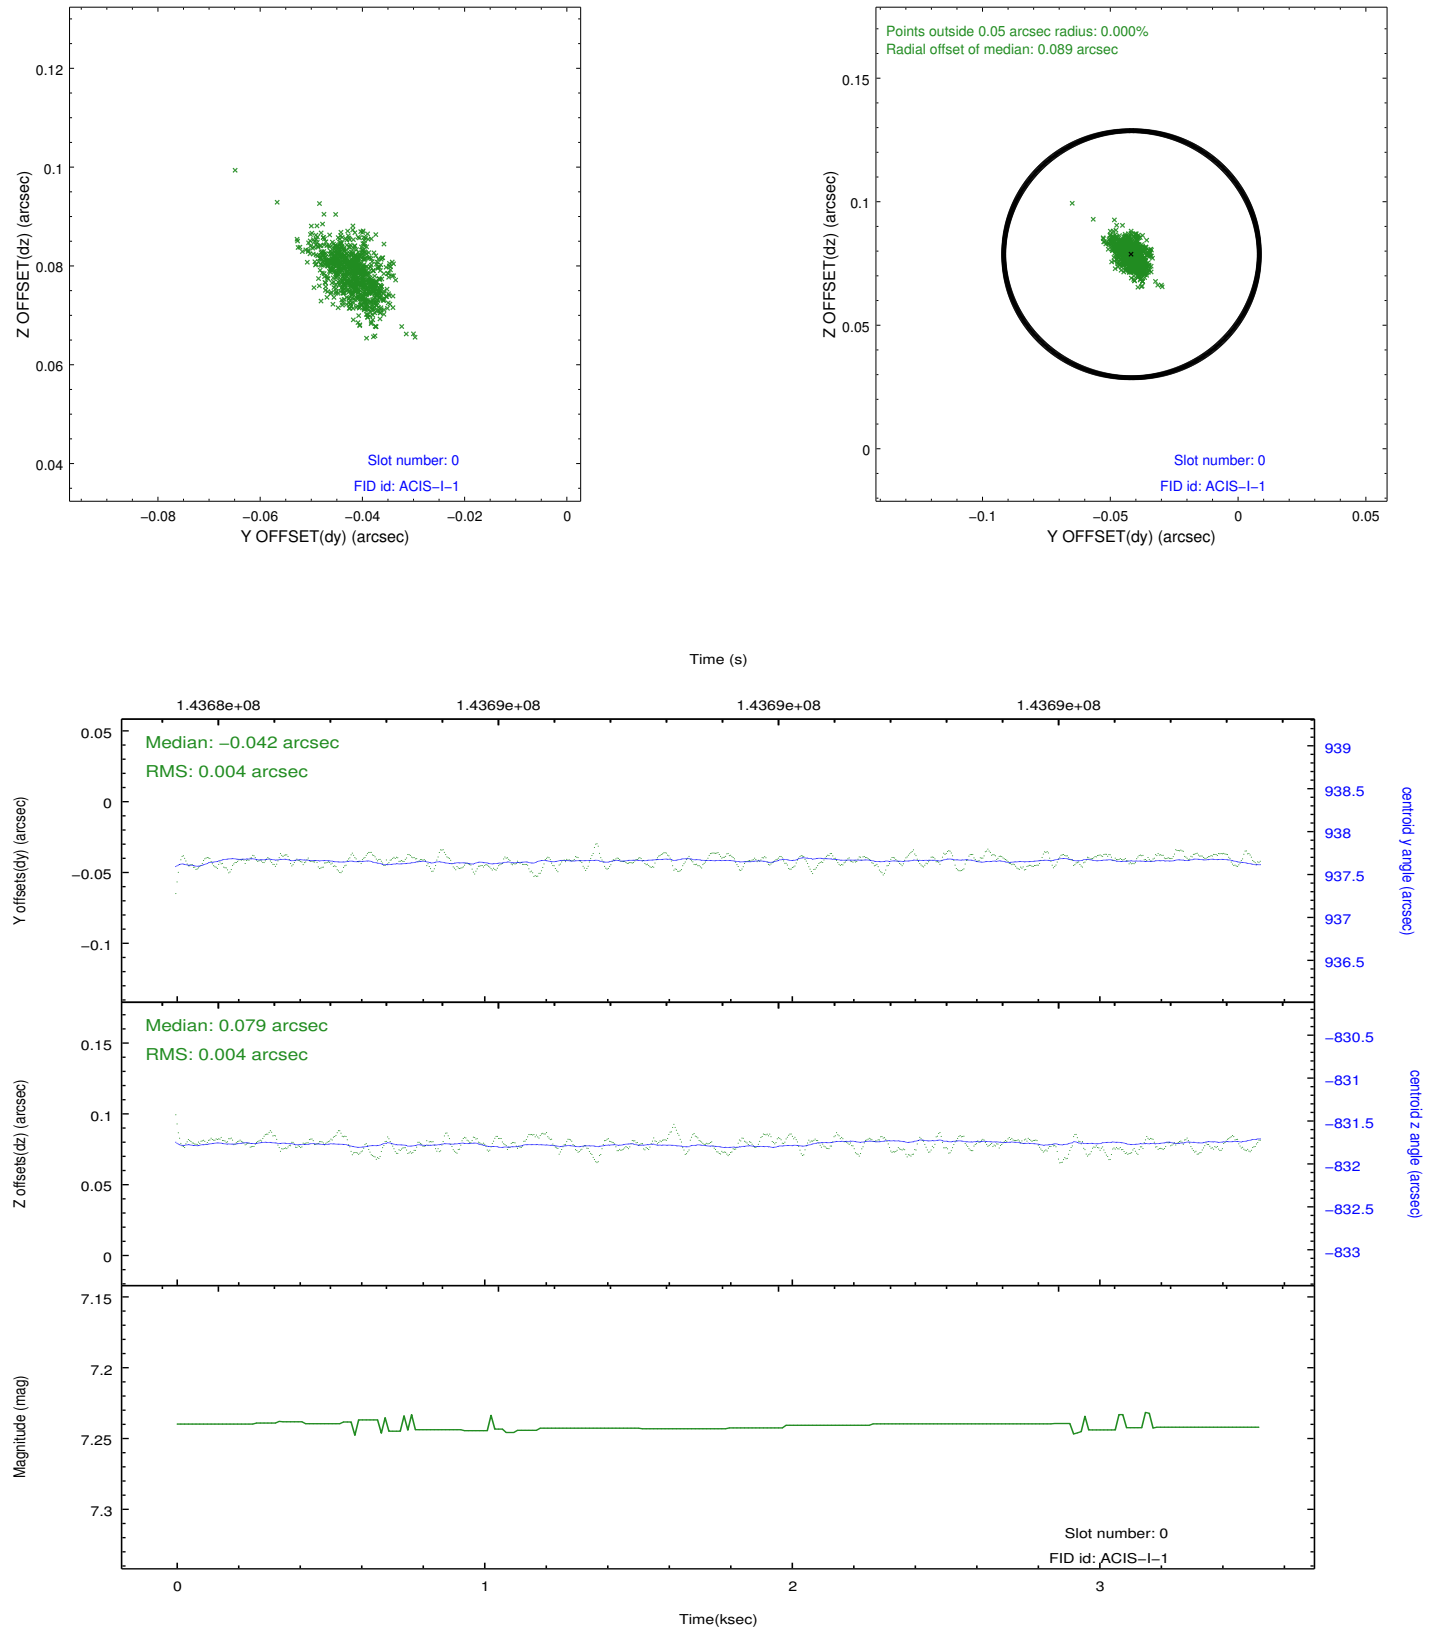 0.12
0.1
0.08
0.06
0.04
Z OFFSET(dz) (arcsec)
Slot number: 0
FID id: ACIS−I−1
−0.08
−0.06
−0.04
−0.02
0
Y OFFSET(dy) (arcsec)
Points outside 0.05 arcsec radius: 0.000%
Radial offset of median: 0.089 arcsec
0.15
0.1
0.05
0
Z OFFSET(dz) (arcsec)
Slot number: 0
FID id: ACIS−I−1
−0.1
−0.05
0
0.05
Y OFFSET(dy) (arcsec)
Time (s)
1.4368e+08
1.4369e+08
1.4369e+08
1.4369e+08
Median: −0.042 arcsec
RMS: 0.004 arcsec
0.05
0
−0.05
−0.1
Y offsets(dy) (arcsec)
939
938.5
938
937.5
937
936.5
centroid y angle (arcsec)
Median: 0.079 arcsec
RMS: 0.004 arcsec
0.15
0.1
0.05
0
Z offsets(dz) (arcsec)
−830.5
−831
−831.5
−832
−832.5
−833
centroid z angle (arcsec)
7.15
7.2
7.25
7.3
Magnitude (mag)
Slot number: 0
FID id: ACIS−I−1
0
1
2
3
Time(ksec)